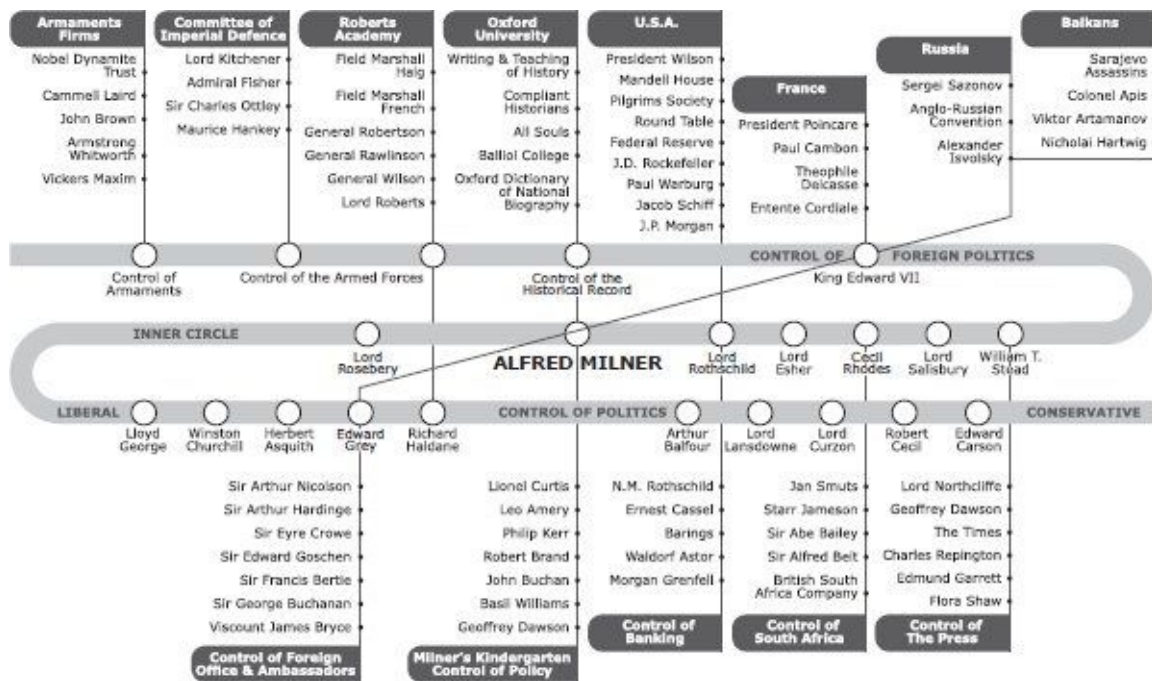 Armaments
Firms
Nobel Dynamite
Trust
Cammell Laird
John Brown
Armstrong
Whitworth
Vickers Maxim
Committee of
Imperial Defence
Lord Kitchener
Admiral Fisher
Sir Charles Ottley
Maurice Hankey
Roberts
Academy
Field Marshall
Haig
Field Marshall
French
General Robertson
General Rawlinson
General Wilson
Lord Roberts
Oxford
University
Writing & Teaching
of History
Compliant
Historians
All Souls
Balliol College
Oxford Dictionary
of National
Biography
U.S.A.
President Wilson
Mandell House
Pilgrims Society
Round Table
Federal Reserve
J.D. Rockefeller
Paul Warburg
Jacob Schiff
J.P. Morgan
France
President Poincare
Paul Cambon
Theophile
Delcasse
Entente Cordiale
Russia
Sergei Sazonov
Anglo-Russian
Convention
Alexander
Isvolsky
Balkans
Sarajevo
Assassins
Colonel Apis
Viktor Artamanov
Nicholai Hartwig
CONTROL OF FOREIGN POLITICS
Control of
Armaments
Control of the Armed Forces
Control of the
Historical Record
King Edward VII
INNER CIRCLE
Lord
Rosebery
ALFRED MILNER
Lord
Rothschild
Lord
Esher
Cecil
Rhodes
Lord
Salisbury
William T.
Stead
LIBERAL
CONTROL OF POLITICS
CONSERVATIVE
Lloyd
George
Winston
Churchill
Herbert
Asquith
Edward
Grey
Richard
Haldane
Arthur
Balfour
Lord
Lansdowne
Lord
Curzon
Robert
Cecil
Edward
Carson
Sir Arthur Nicolson
Sir Arthur Hardinge
Sir Eyre Crowe
Sir Edward Goschen
Sir Francis Bertie
Sir George Buchanan
Viscount James Bryce
Control of Foreign
Office & Ambassadors
Lionel Curtis
Leo Amery
Philip Kerr
Robert Brand
John Buchan
Basil Williams
Geoffrey Dawson
Milner's Kindergarten
Control of Policy
N.M. Rothschild
Ernest Cassel
Barings
Waldorf Astor
Morgan Grenfell
Control of
Banking
Jan Smuts
Starr Jameson
Sir Abe Bailey
Sir Alfred Beit
British South
Africa Company
Control of
South Africa
Lord Northcliffe
Geoffrey Dawson
The Times
Charles Repington
Edmund Garrett
Flora Shaw
Control of
The Press